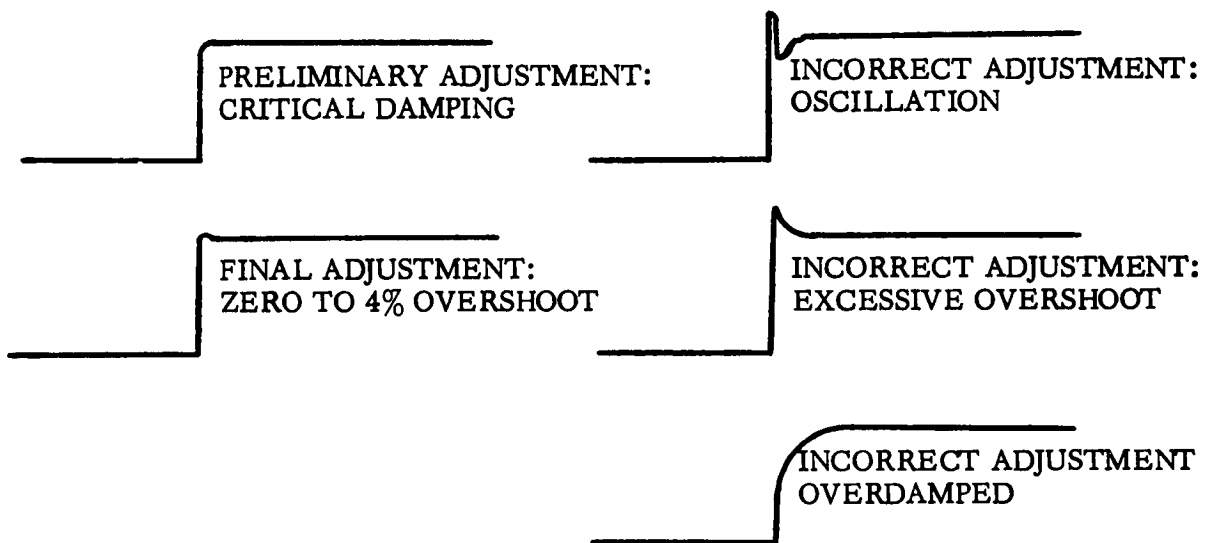 PRELIMINARY ADJUSTMENT:
CRITICAL DAMPING
INCORRECT ADJUSTMENT:
OSCILLATION
FINAL ADJUSTMENT:
ZERO TO 4% OVERSHOOT
INCORRECT ADJUSTMENT:
EXCESSIVE OVERSHOOT
INCORRECT ADJUSTMENT
OVERDAMPED